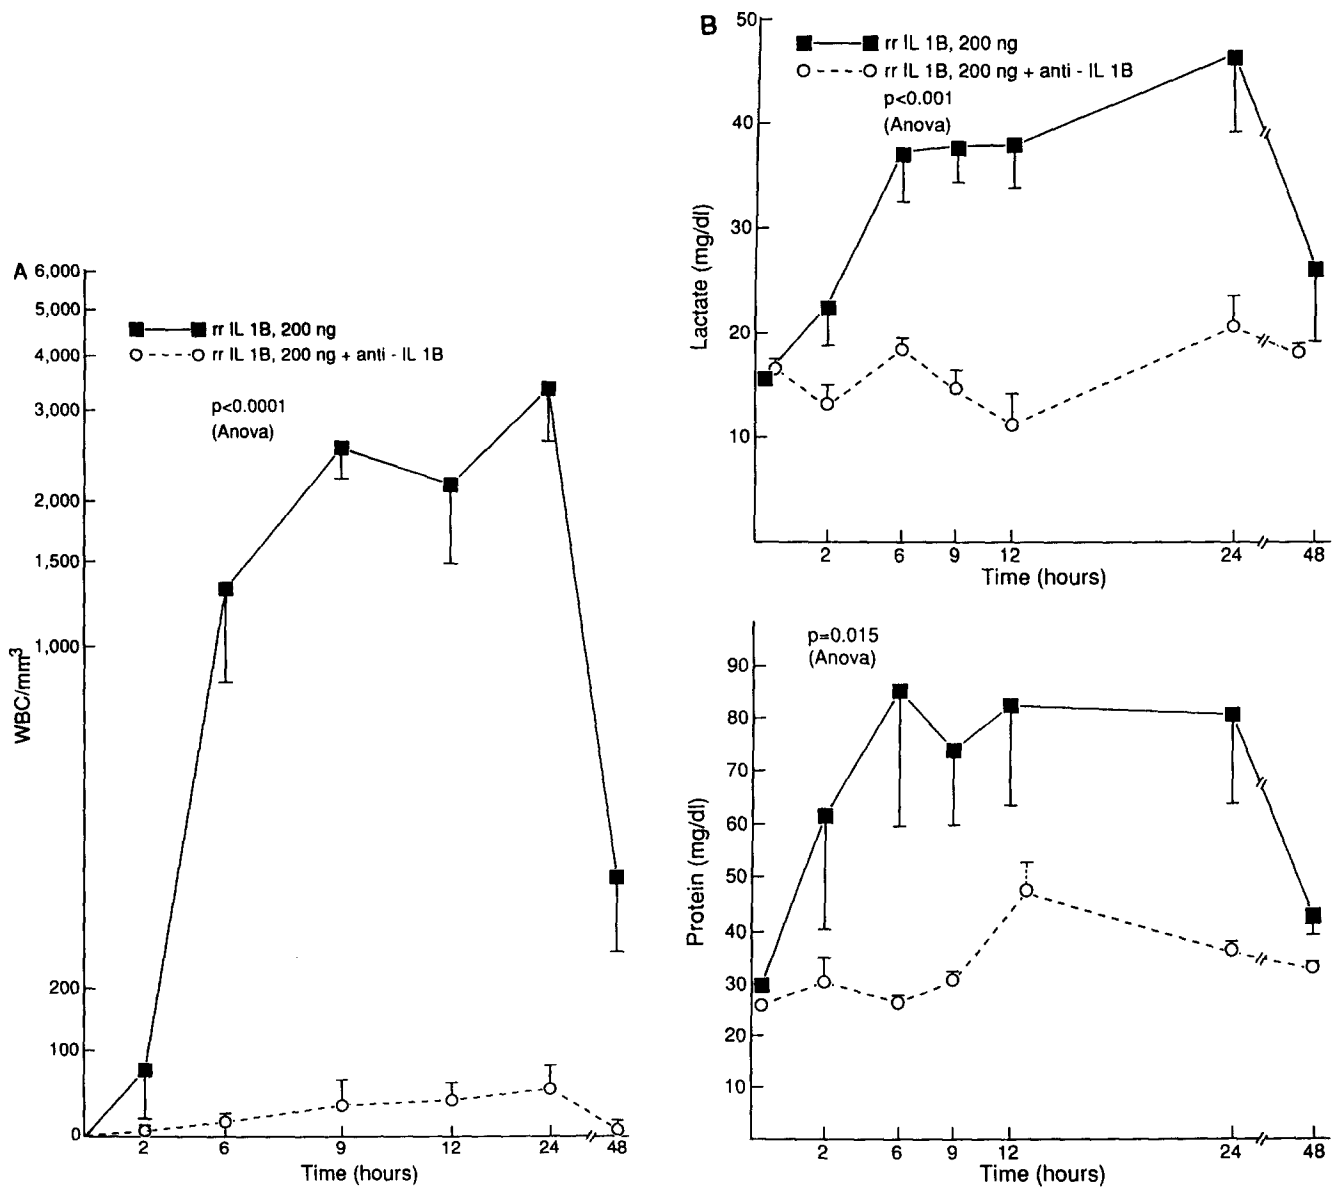 A
6,000
5,000
4,000
3,000
2,000
1,500
1,000
200
100
0
WBC/mm³
rr IL 1B, 200 ng
rr IL 1B, 200 ng + anti - IL 1B
p<0.0001
(Anova)
2 6 9 12 24 48
Time (hours)
B
50
40
30
20
10
Lactate (mg/dl)
rr IL 1B, 200 ng
rr IL 1B, 200 ng + anti - IL 1B
p<0.001
(Anova)
2 6 9 12 24 48
Time (hours)
90
80
70
60
50
40
30
20
10
Protein (mg/dl)
p=0.015
(Anova)
2 6 9 12 24 48
Time (hours)